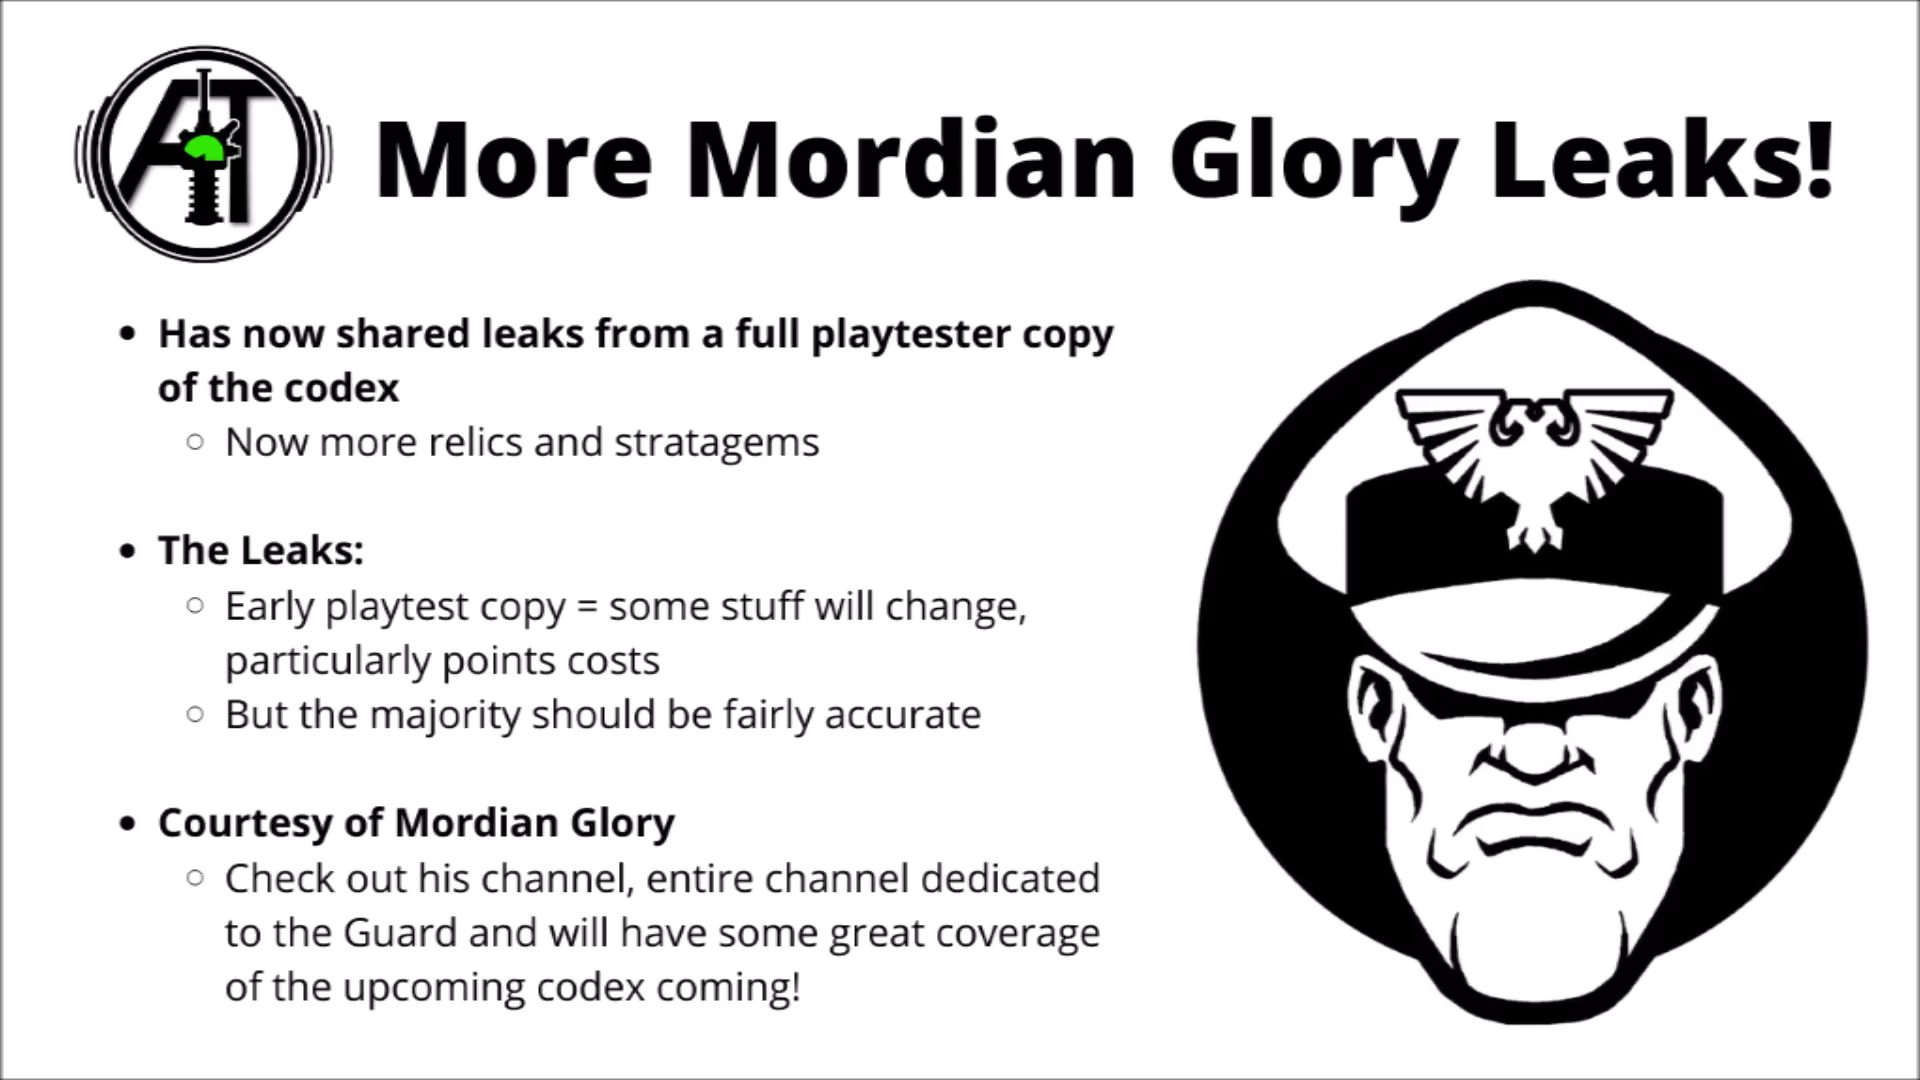 AT
More Mordian Glory Leaks!
• Has now shared leaks from a full playtester copy
of the codex
○ Now more relics and stratagems
• The Leaks:
○ Early playtest copy = some stuff will change,
particularly points costs
○ But the majority should be fairly accurate
• Courtesy of Mordian Glory
○ Check out his channel, entire channel dedicated
to the Guard and will have some great coverage
of the upcoming codex coming!